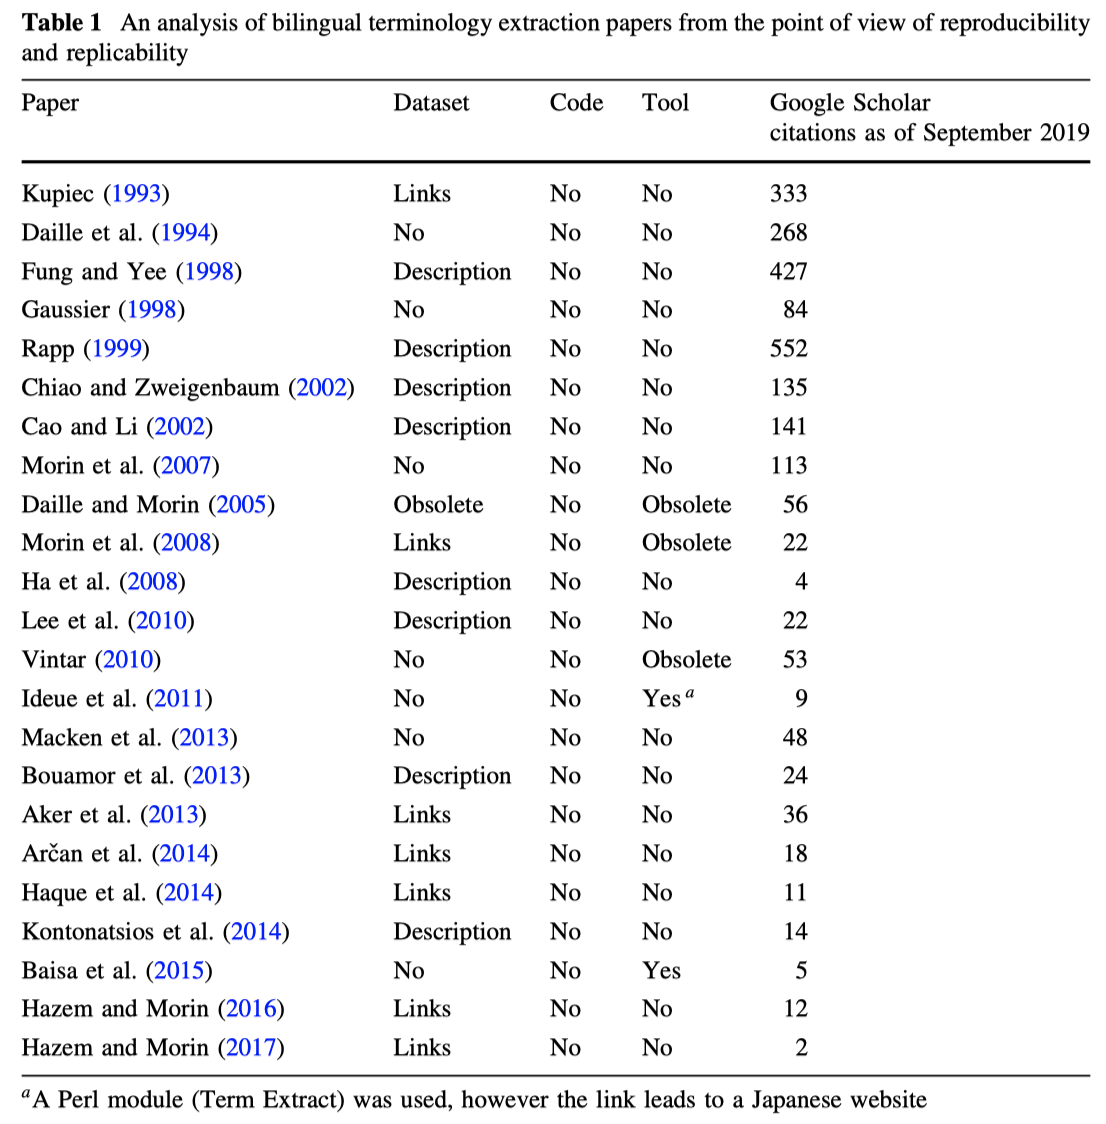 Table 1 An analysis of bilingual terminology extraction papers from the point of view of reproducibility
and replicability
Paper Dataset Code Tool Google Scholar
citations as of September 2019
Kupiec (1993) Links No No 333
Daille et al. (1994) No No No 268
Fung and Yee (1998) Description No No 427
Gaussier (1998) No No No 84
Rapp (1999) Description No No 552
Chiao and Zweigenbaum (2002) Description No No 135
Cao and Li (2002) Description No No 141
Morin et al. (2007) No No No 113
Daille and Morin (2005) Obsolete No Obsolete 56
Morin et al. (2008) Links No Obsolete 22
Ha et al. (2008) Description No No 4
Lee et al. (2010) Description No No 22
Vintar (2010) No No Obsolete 53
Ideue et al. (2011) No No Yes a 9
Macken et al. (2013) No No No 48
Bouamor et al. (2013) Description No No 24
Aker et al. (2013) Links No No 36
Arčan et al. (2014) Links No No 18
Haque et al. (2014) Links No No 11
Kontonatsios et al. (2014) Description No No 14
Baisa et al. (2015) No No Yes 5
Hazem and Morin (2016) Links No No 12
Hazem and Morin (2017) Links No No 2
a A Perl module (Term Extract) was used, however the link leads to a Japanese website